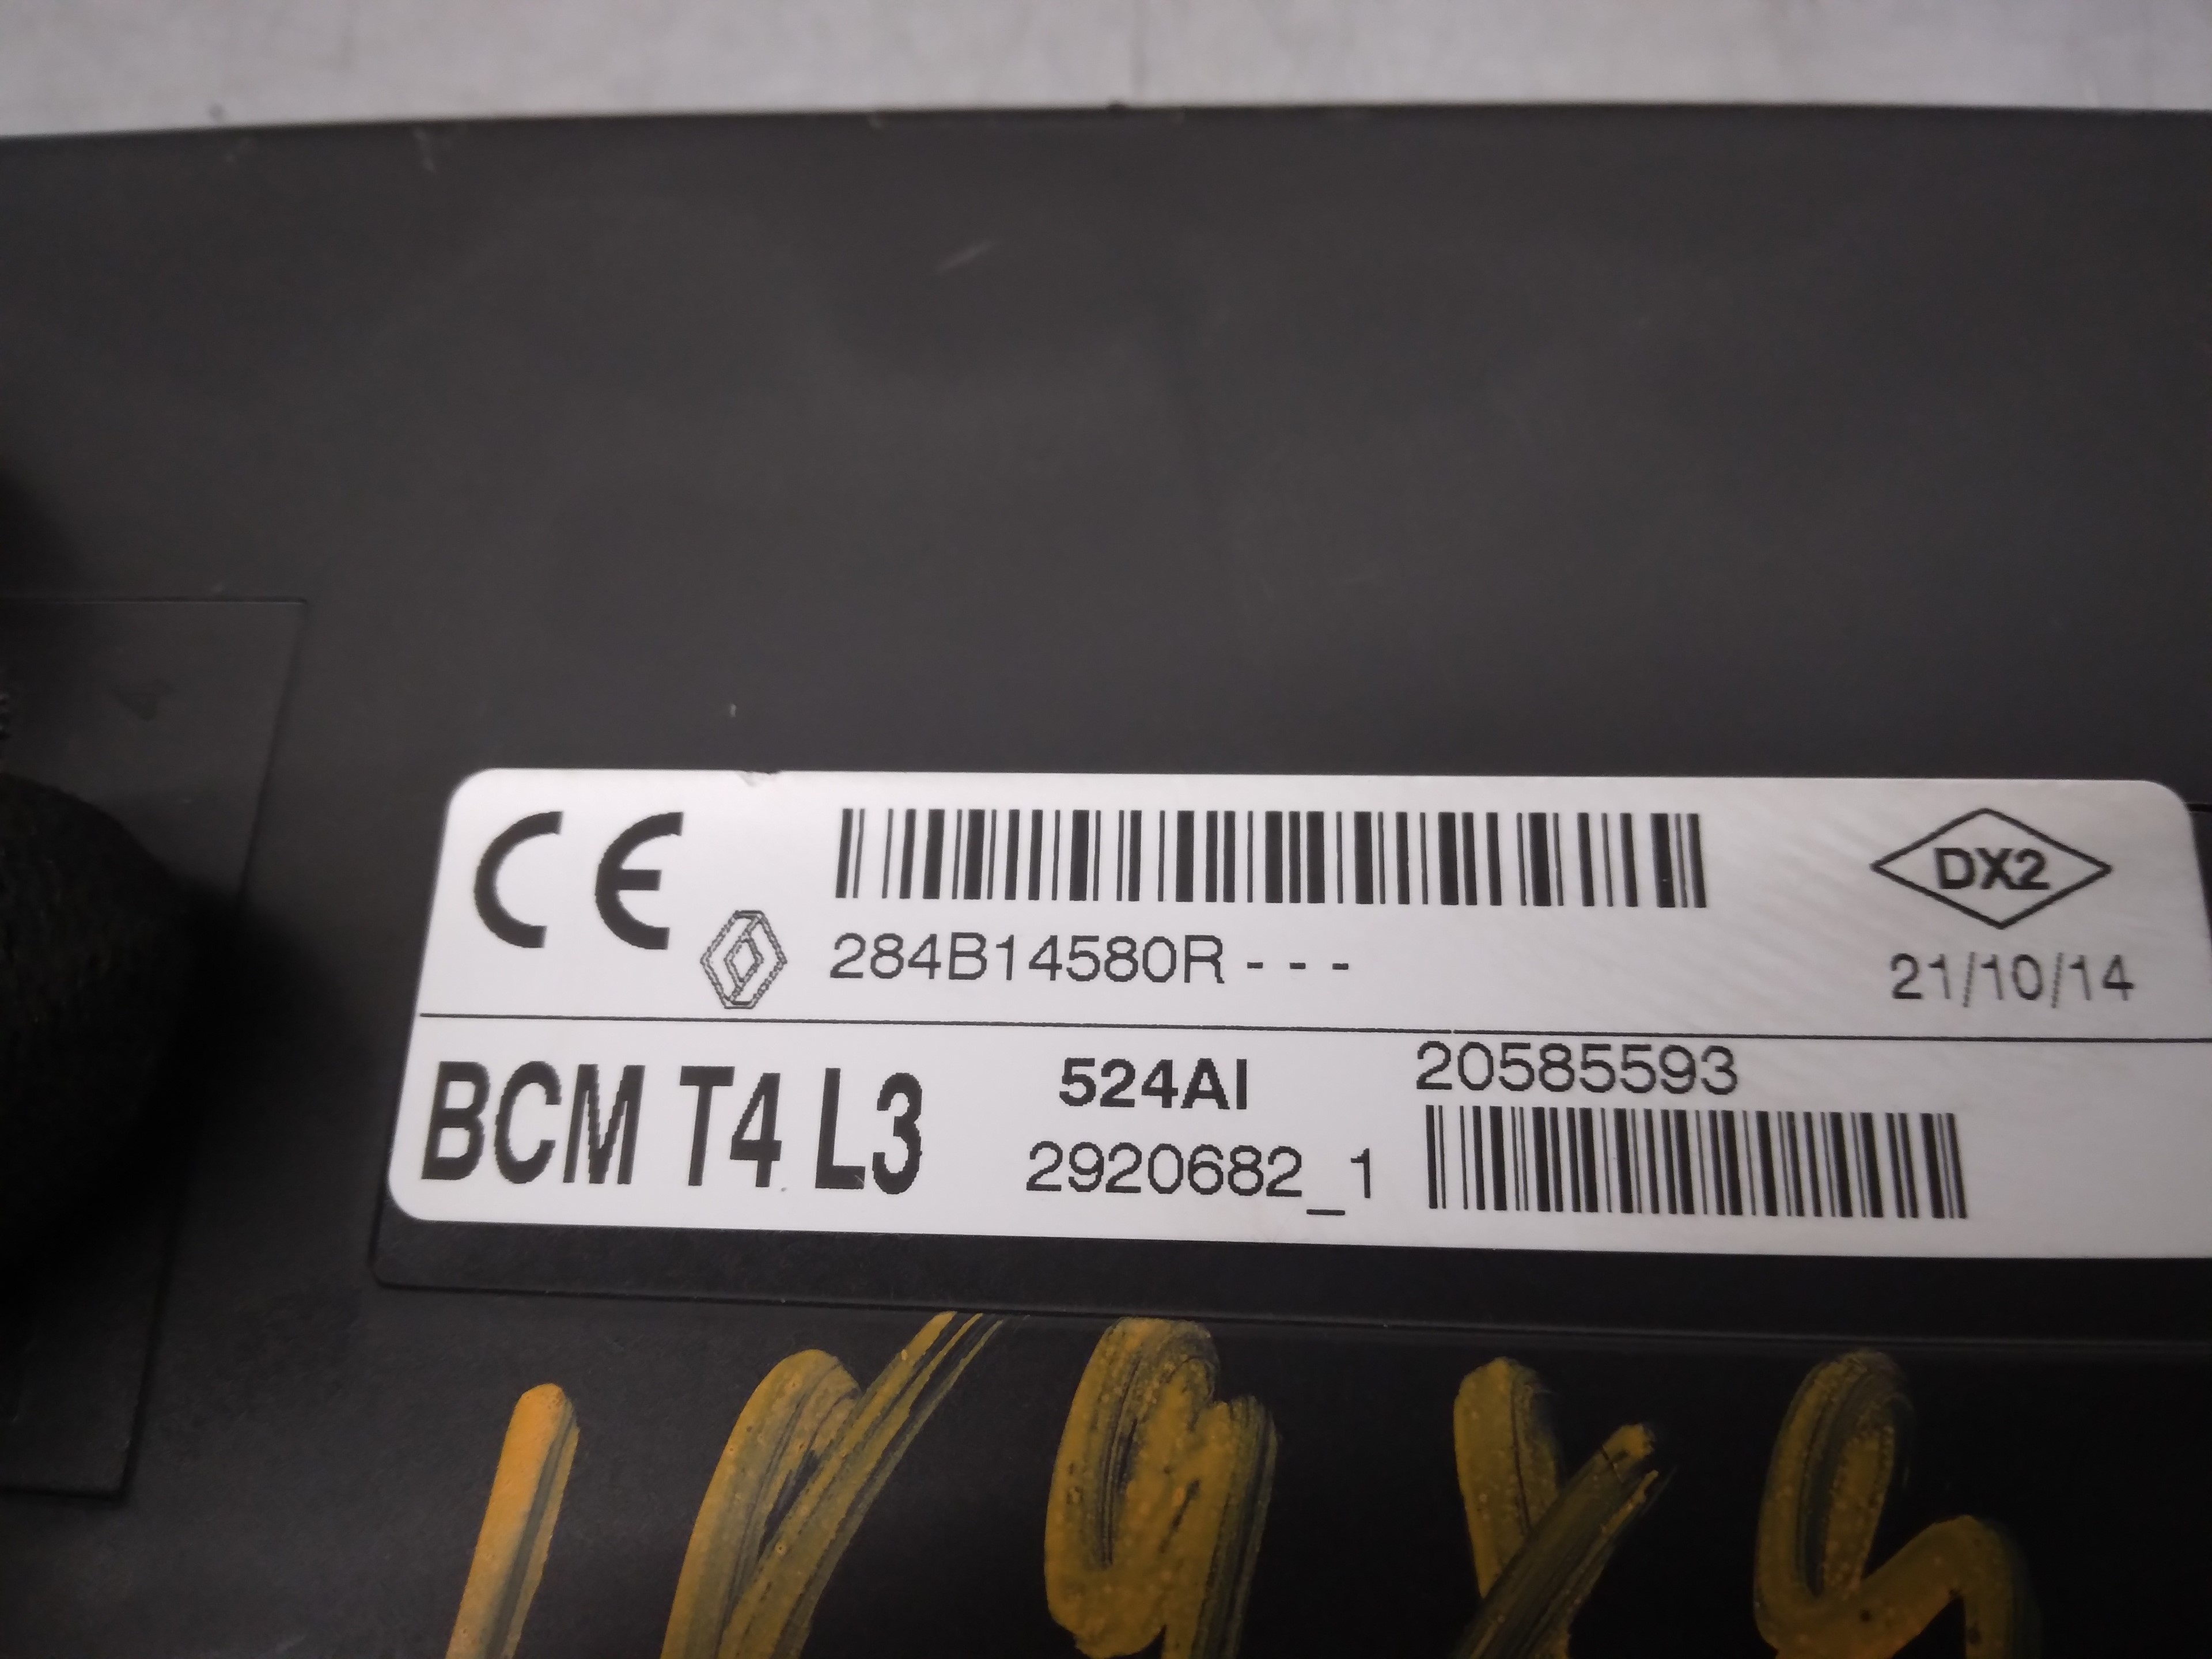 CE
284B14580R - - -
DX2
21/10/14
BCM T4 L3
524AI
2920682_1
20585593